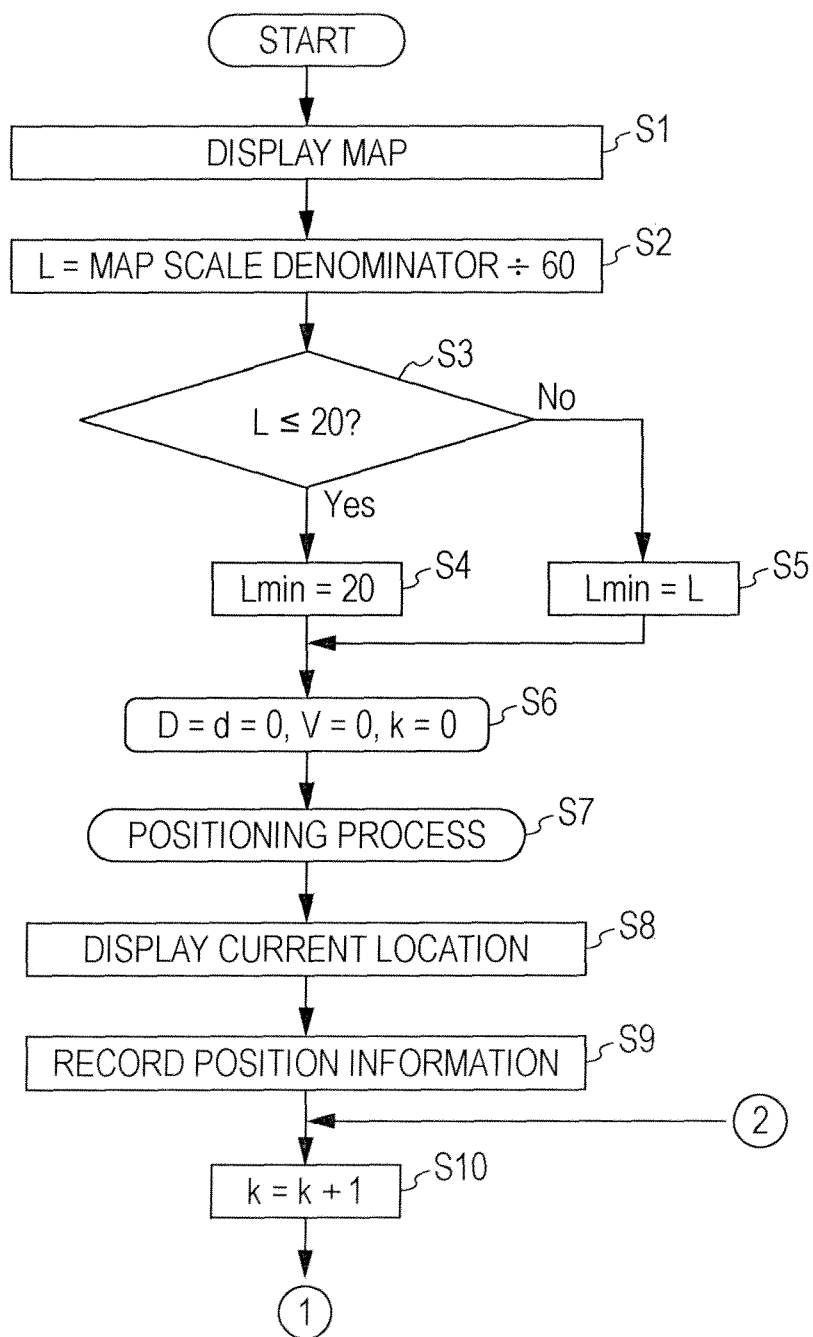 START
DISPLAY MAP
S1
L = MAP SCALE DENOMINATOR ÷ 60
S2
L ≤ 20?
S3
No
Yes
Lmin = 20
S4
Lmin = L
S5
D = d = 0, V = 0, k = 0
S6
POSITIONING PROCESS
S7
DISPLAY CURRENT LOCATION
S8
RECORD POSITION INFORMATION
S9
2
k = k + 1
S10
1